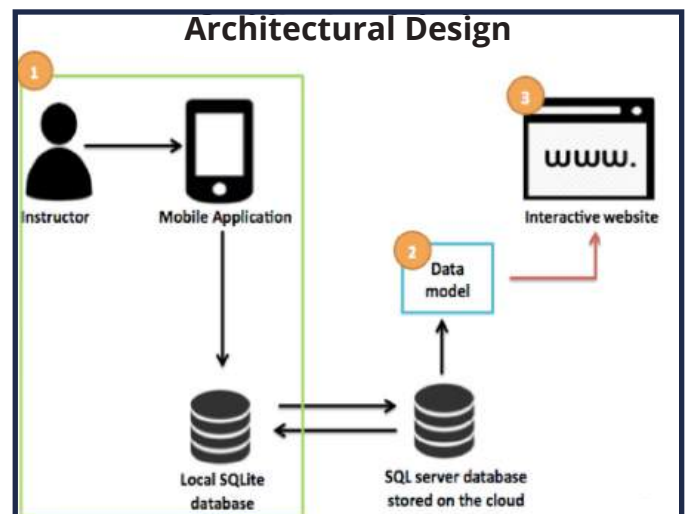 Architectural Design
1
3
www.
Instructor
Mobile Application
Interactive website
2
Data
model
Local SQLite
database
SQL server database
stored on the cloud